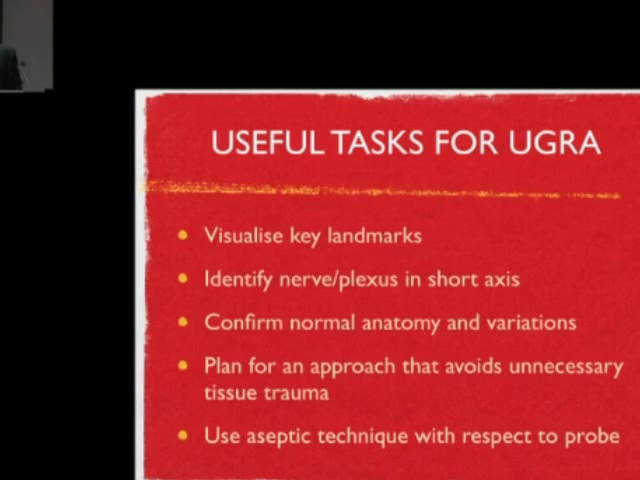 USEFUL TASKS FOR UGRA
Visualise key landmarks
Identify nerve/plexus in short axis
Confirm normal anatomy and variations
Plan for an approach that avoids unnecessary
tissue trauma
Use aseptic technique with respect to probe